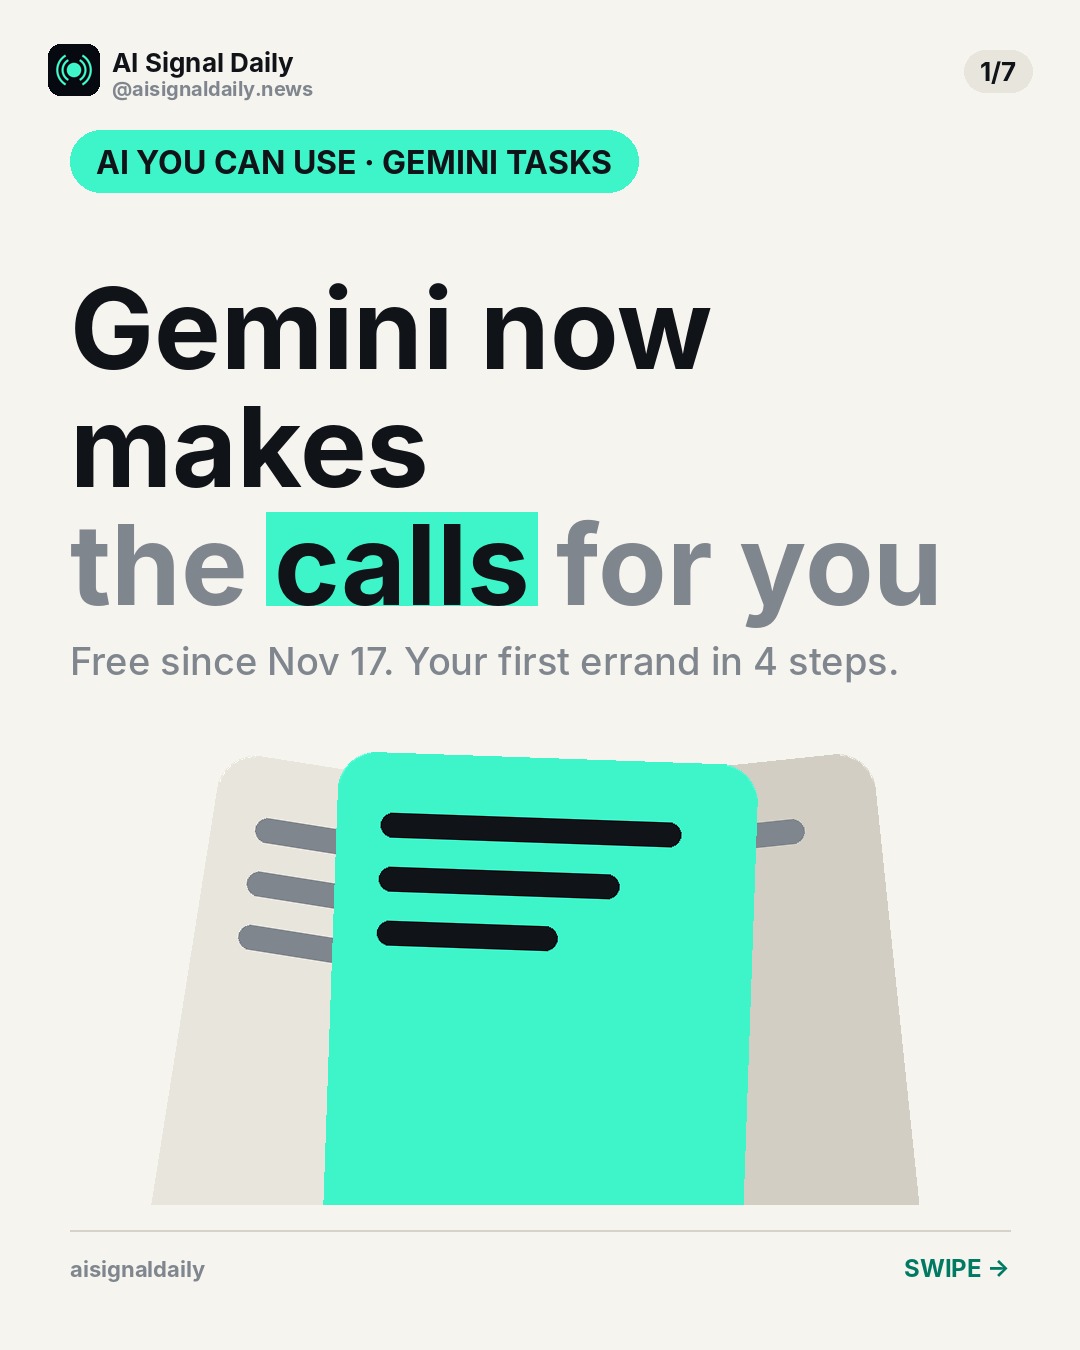 AI Signal Daily
@aisignaldaily.news
1/7
AI YOU CAN USE · GEMINI TASKS
Gemini now
makes
the calls for you
Free since Nov 17. Your first errand in 4 steps.
aisignaldaily
SWIPE →